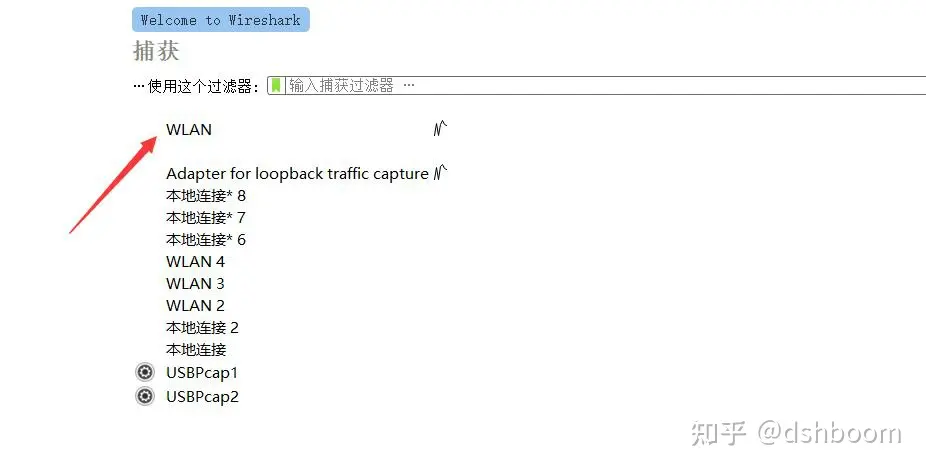 Welcome to Wireshark
捕获
…使用这个过滤器: 输入捕获过滤器 …
WLAN
Adapter for loopback traffic capture
本地连接* 8
本地连接* 7
本地连接* 6
WLAN 4
WLAN 3
WLAN 2
本地连接 2
本地连接
USBPcap1
USBPcap2
知乎 @dshboom